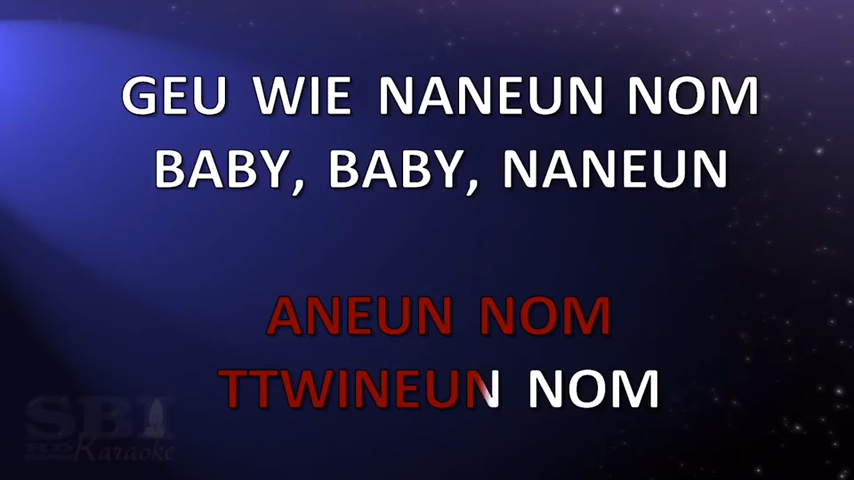 GEU WIE NANEUN NOM
BABY, BABY, NANEUN
ANEUN NOM
TTWINEUN NOM
SBI
Karaoke